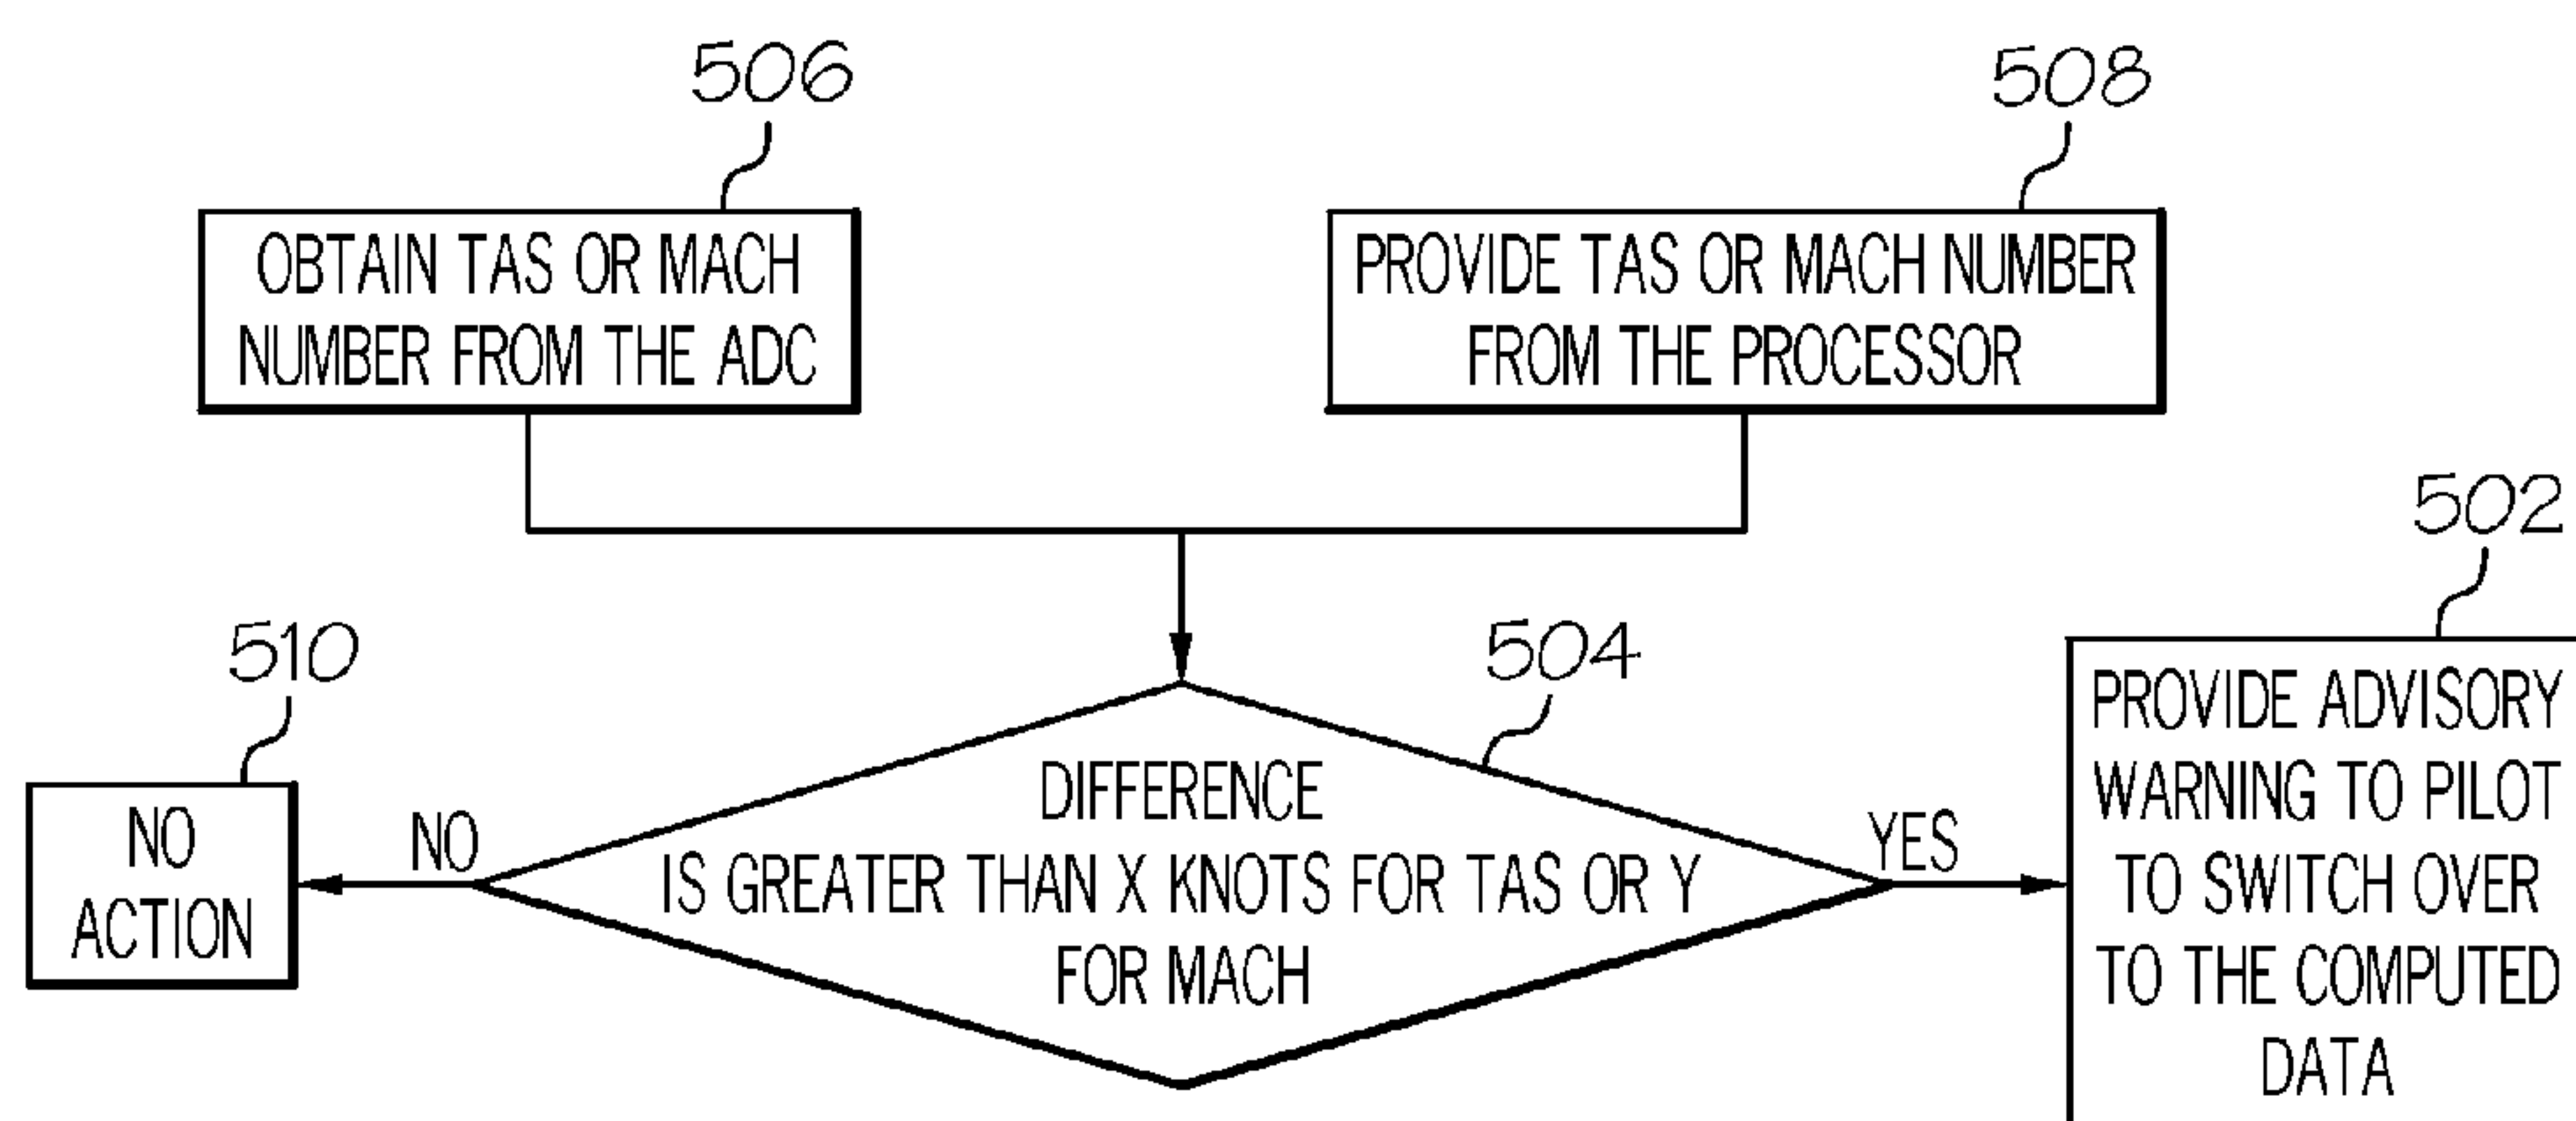 506
508
OBTAIN TAS OR MACH
NUMBER FROM THE ADC
PROVIDE TAS OR MACH NUMBER
FROM THE PROCESSOR
502
510
504
NO
ACTION
NO
DIFFERENCE
IS GREATER THAN X KNOTS FOR TAS OR Y
FOR MACH
YES
PROVIDE ADVISORY
WARNING TO PILOT
TO SWITCH OVER
TO THE COMPUTED
DATA